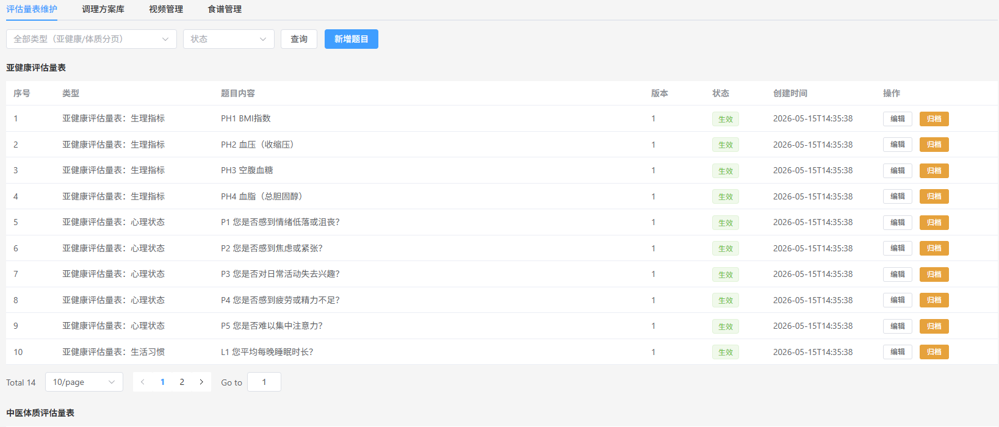 评估量表维护 调理方案库 视频管理 食谱管理
全部类型（亚健康/体质分页） 状态 查询 新增题目
亚健康评估量表
序号 类型 题目内容 版本 状态 创建时间 操作
1 亚健康评估量表：生理指标 PH1 BMI指数 1 生效 2026-05-15T14:35:38 编辑 归档
2 亚健康评估量表：生理指标 PH2 血压（收缩压） 1 生效 2026-05-15T14:35:38 编辑 归档
3 亚健康评估量表：生理指标 PH3 空腹血糖 1 生效 2026-05-15T14:35:38 编辑 归档
4 亚健康评估量表：生理指标 PH4 血脂（总胆固醇） 1 生效 2026-05-15T14:35:38 编辑 归档
5 亚健康评估量表：心理状态 P1 您是否感到情绪低落或沮丧？ 1 生效 2026-05-15T14:35:38 编辑 归档
6 亚健康评估量表：心理状态 P2 您是否感到焦虑或紧张？ 1 生效 2026-05-15T14:35:38 编辑 归档
7 亚健康评估量表：心理状态 P3 您是否对日常活动失去兴趣？ 1 生效 2026-05-15T14:35:38 编辑 归档
8 亚健康评估量表：心理状态 P4 您是否感到疲劳或精力不足？ 1 生效 2026-05-15T14:35:38 编辑 归档
9 亚健康评估量表：心理状态 P5 您是否难以集中注意力？ 1 生效 2026-05-15T14:35:38 编辑 归档
10 亚健康评估量表：生活习惯 L1 您平均每晚睡眠时长？ 1 生效 2026-05-15T14:35:38 编辑 归档
Total 14 10/page 1 2 Go to 1
中医体质评估量表